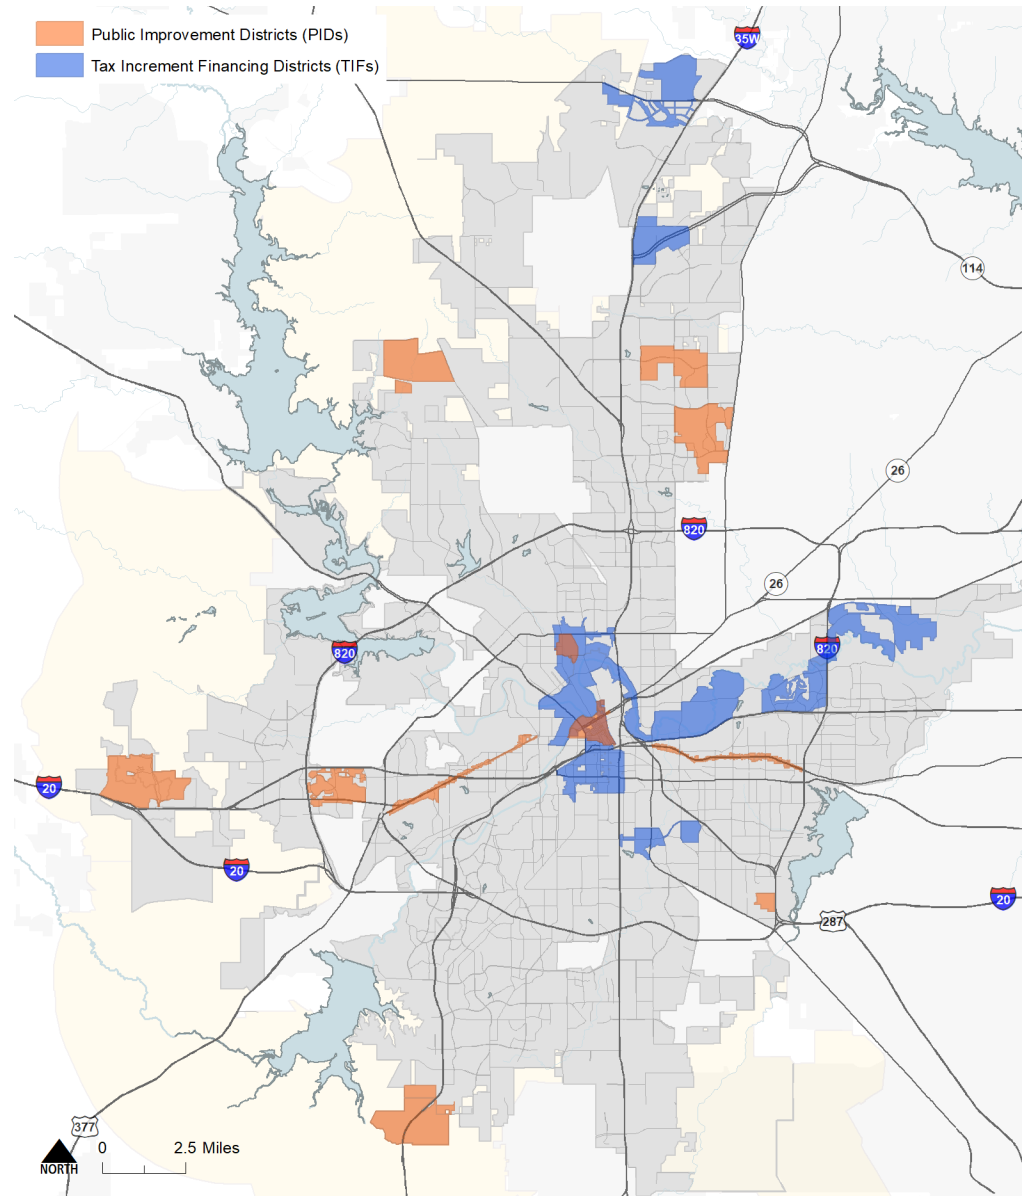 Public Improvement Districts (PIDs)
Tax Increment Financing Districts (TIFs)
35W
114
26
820
26
820
820
20
20
20
287
377
NORTH
0 2.5 Miles